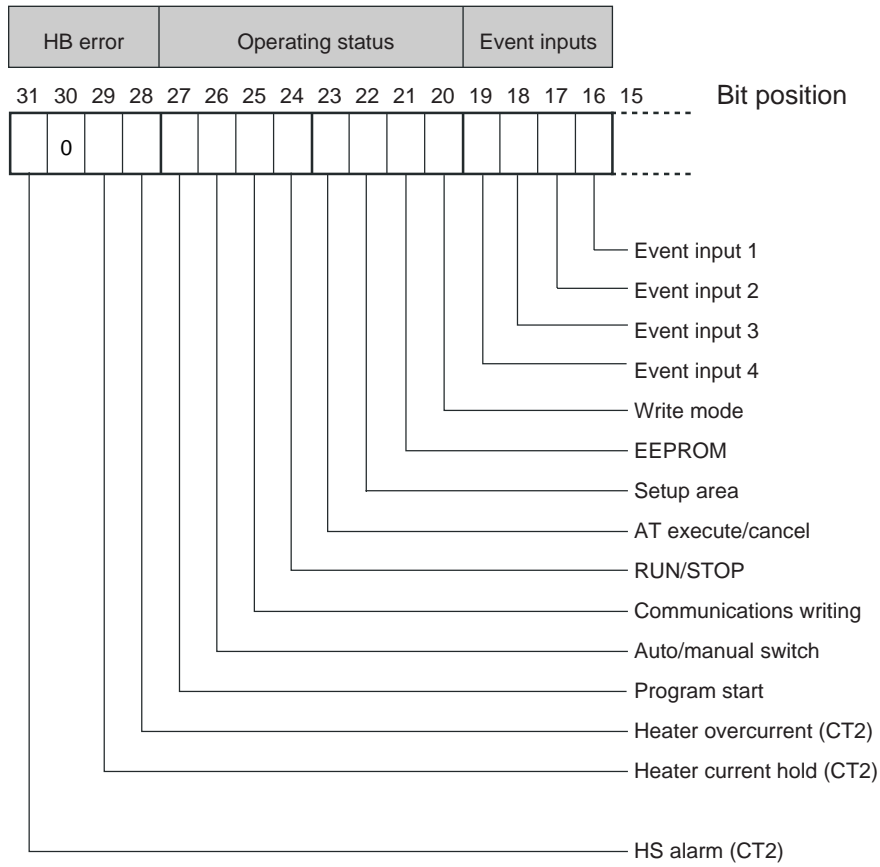 HB error Operating status Event inputs
31 30 29 28 27 26 25 24 23 22 21 20 19 18 17 16 15 Bit position
0
Event input 1
Event input 2
Event input 3
Event input 4
Write mode
EEPROM
Setup area
AT execute/cancel
RUN/STOP
Communications writing
Auto/manual switch
Program start
Heater overcurrent (CT2)
Heater current hold (CT2)
HS alarm (CT2)